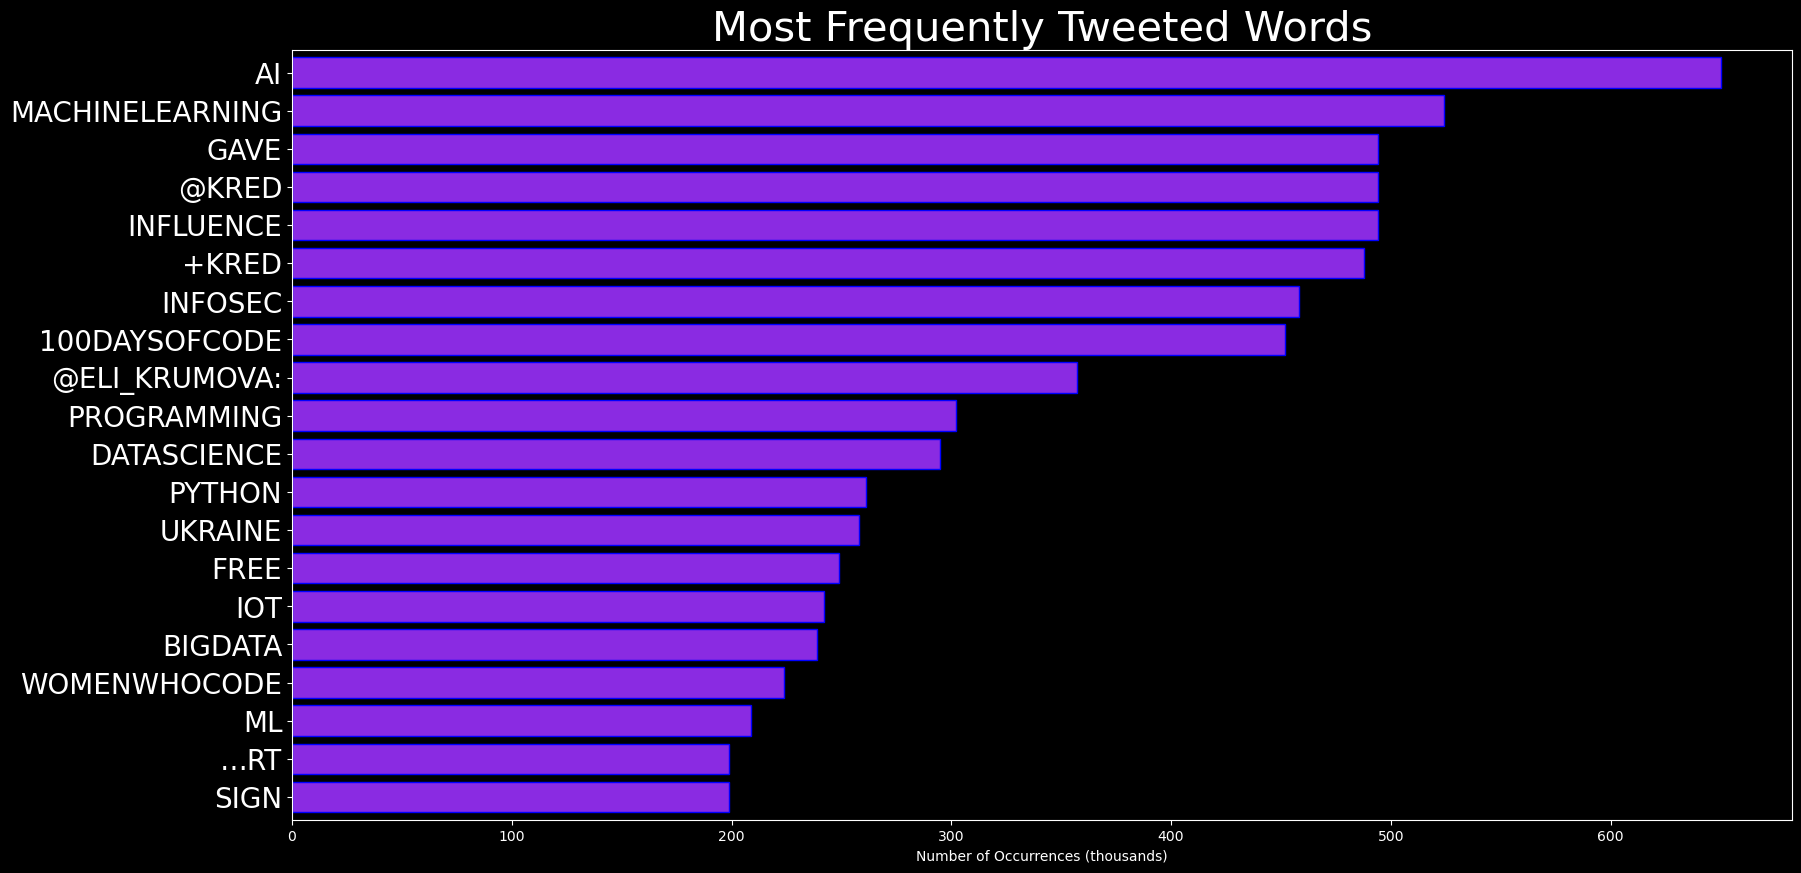 Most Frequently Tweeted Words
AI
MACHINELEARNING
GAVE
@KRED
INFLUENCE
+KRED
INFOSEC
100DAYSOFCODE
@ELI_KRUMOVA:
PROGRAMMING
DATASCIENCE
PYTHON
UKRAINE
FREE
IOT
BIGDATA
WOMENWHOCODE
ML
…RT
SIGN
0 100 200 300 400 500 600
Number of Occurrences (thousands)